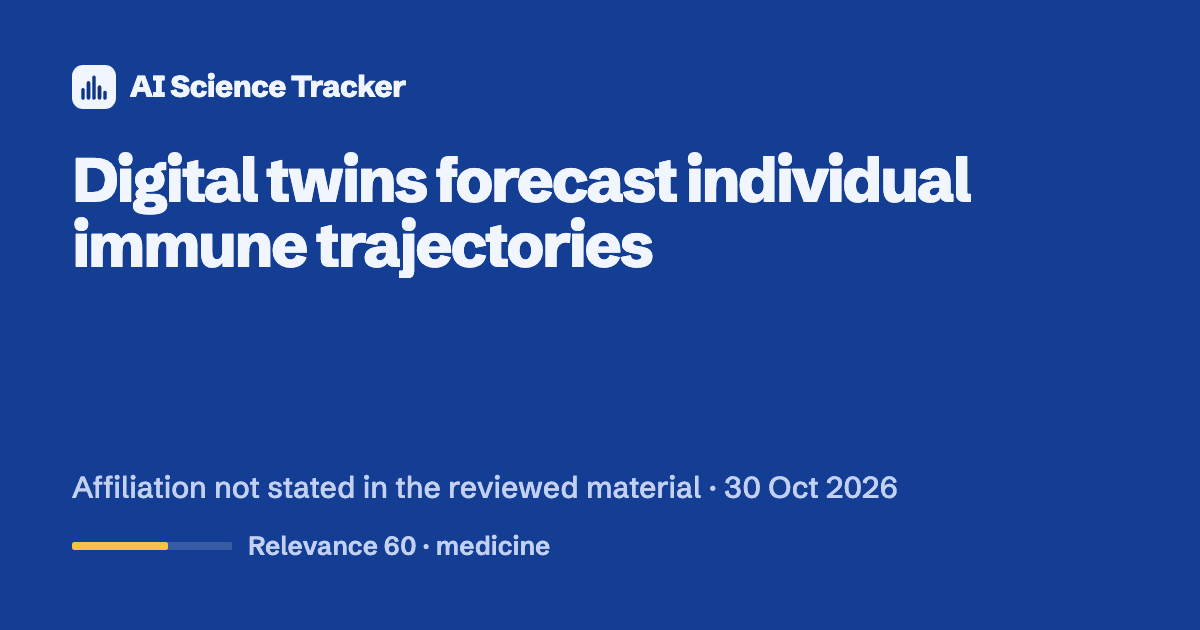 AI Science Tracker
Digital twins forecast individual
immune trajectories
Affiliation not stated in the reviewed material · 30 Oct 2026
Relevance 60 · medicine